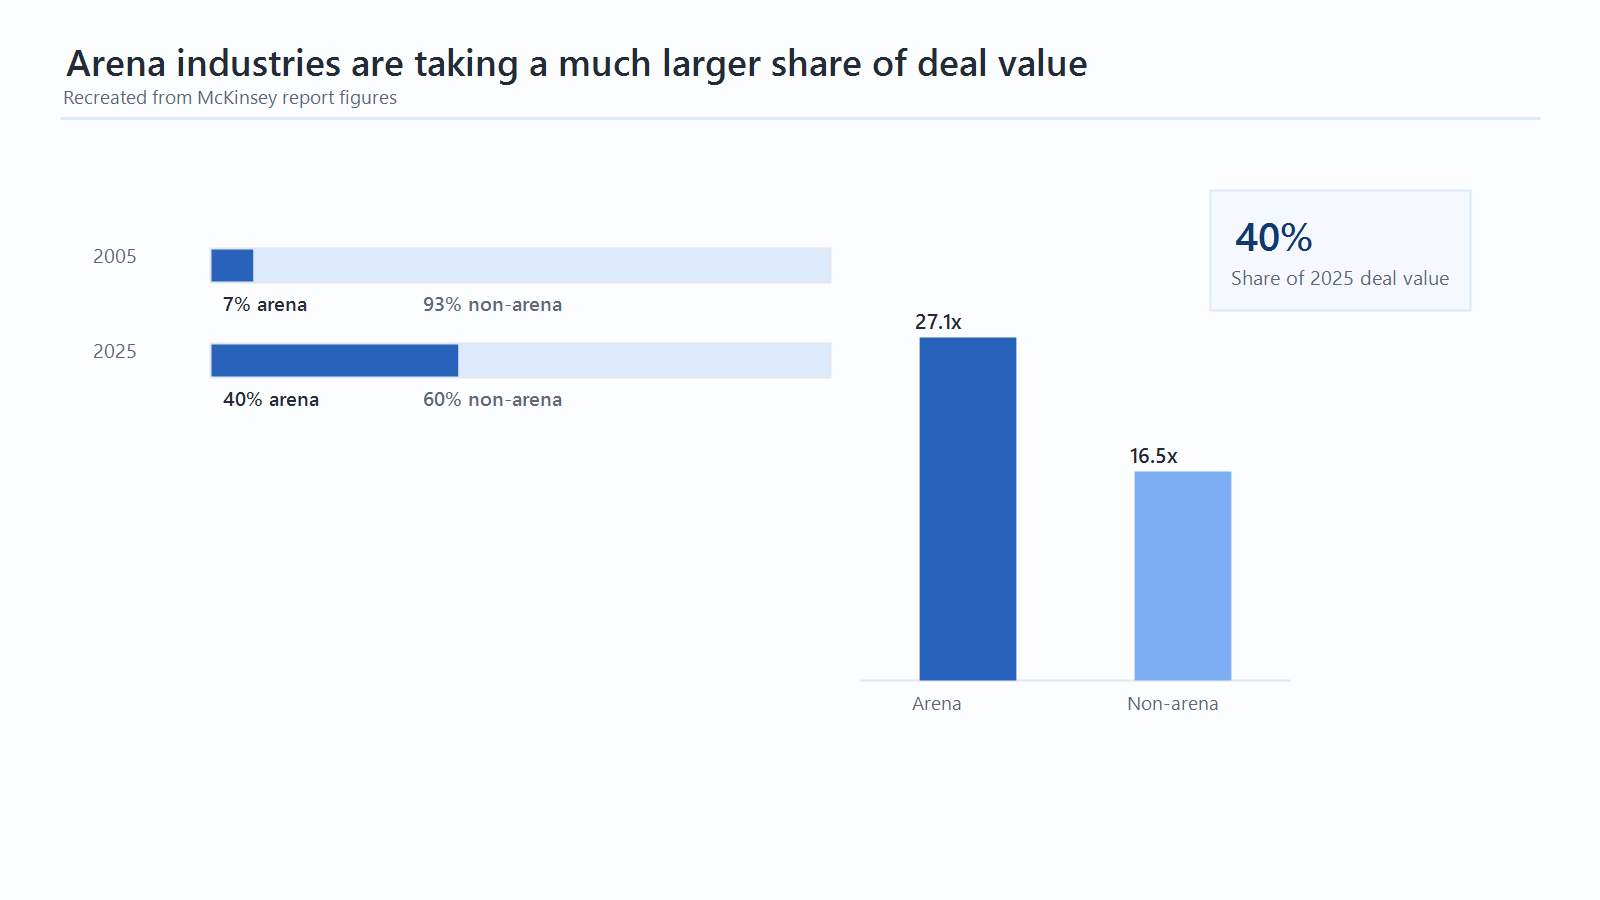 Arena industries are taking a much larger share of deal value
Recreated from McKinsey report figures
2005
7% arena
93% non-arena
2025
40% arena
60% non-arena
40%
Share of 2025 deal value
27.1x
16.5x
Arena
Non-arena